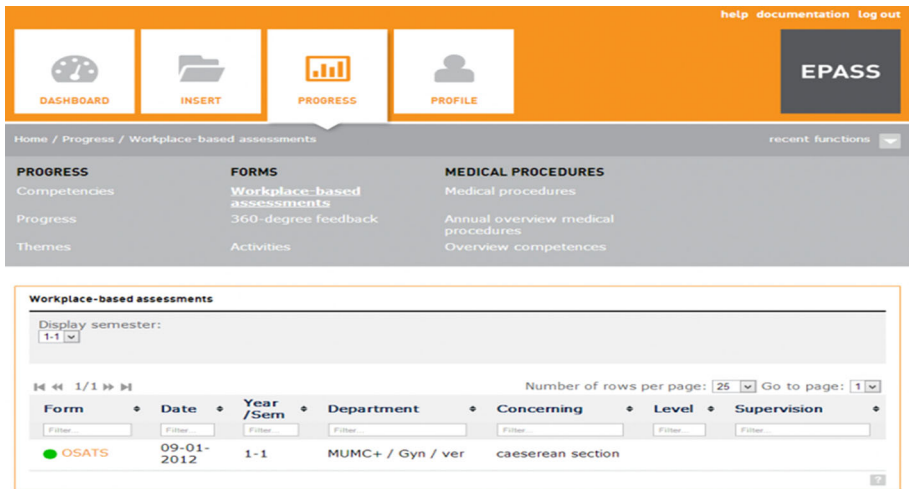 help documentation log out
DASHBOARD INSERT PROGRESS PROFILE
EPASS
Home / Progress / Workplace-based assessments recent functions
PROGRESS FORMS MEDICAL PROCEDURES
Competencies Workplace-based assessments Medical procedures
Progress 360-degree feedback Annual overview medical procedures
Themes Activities Overview competences
Workplace-based assessments
Display semester:
1-1
1/1 Number of rows per page: 25 Go to page: 1
Form Date Year /Sem Department Concerning Level Supervision
Filter... Filter... Filter... Filter... Filter... Filter... Filter...
OSATS 09-01-2012 1-1 MUMC+ / Gyn / ver caeserean section
?